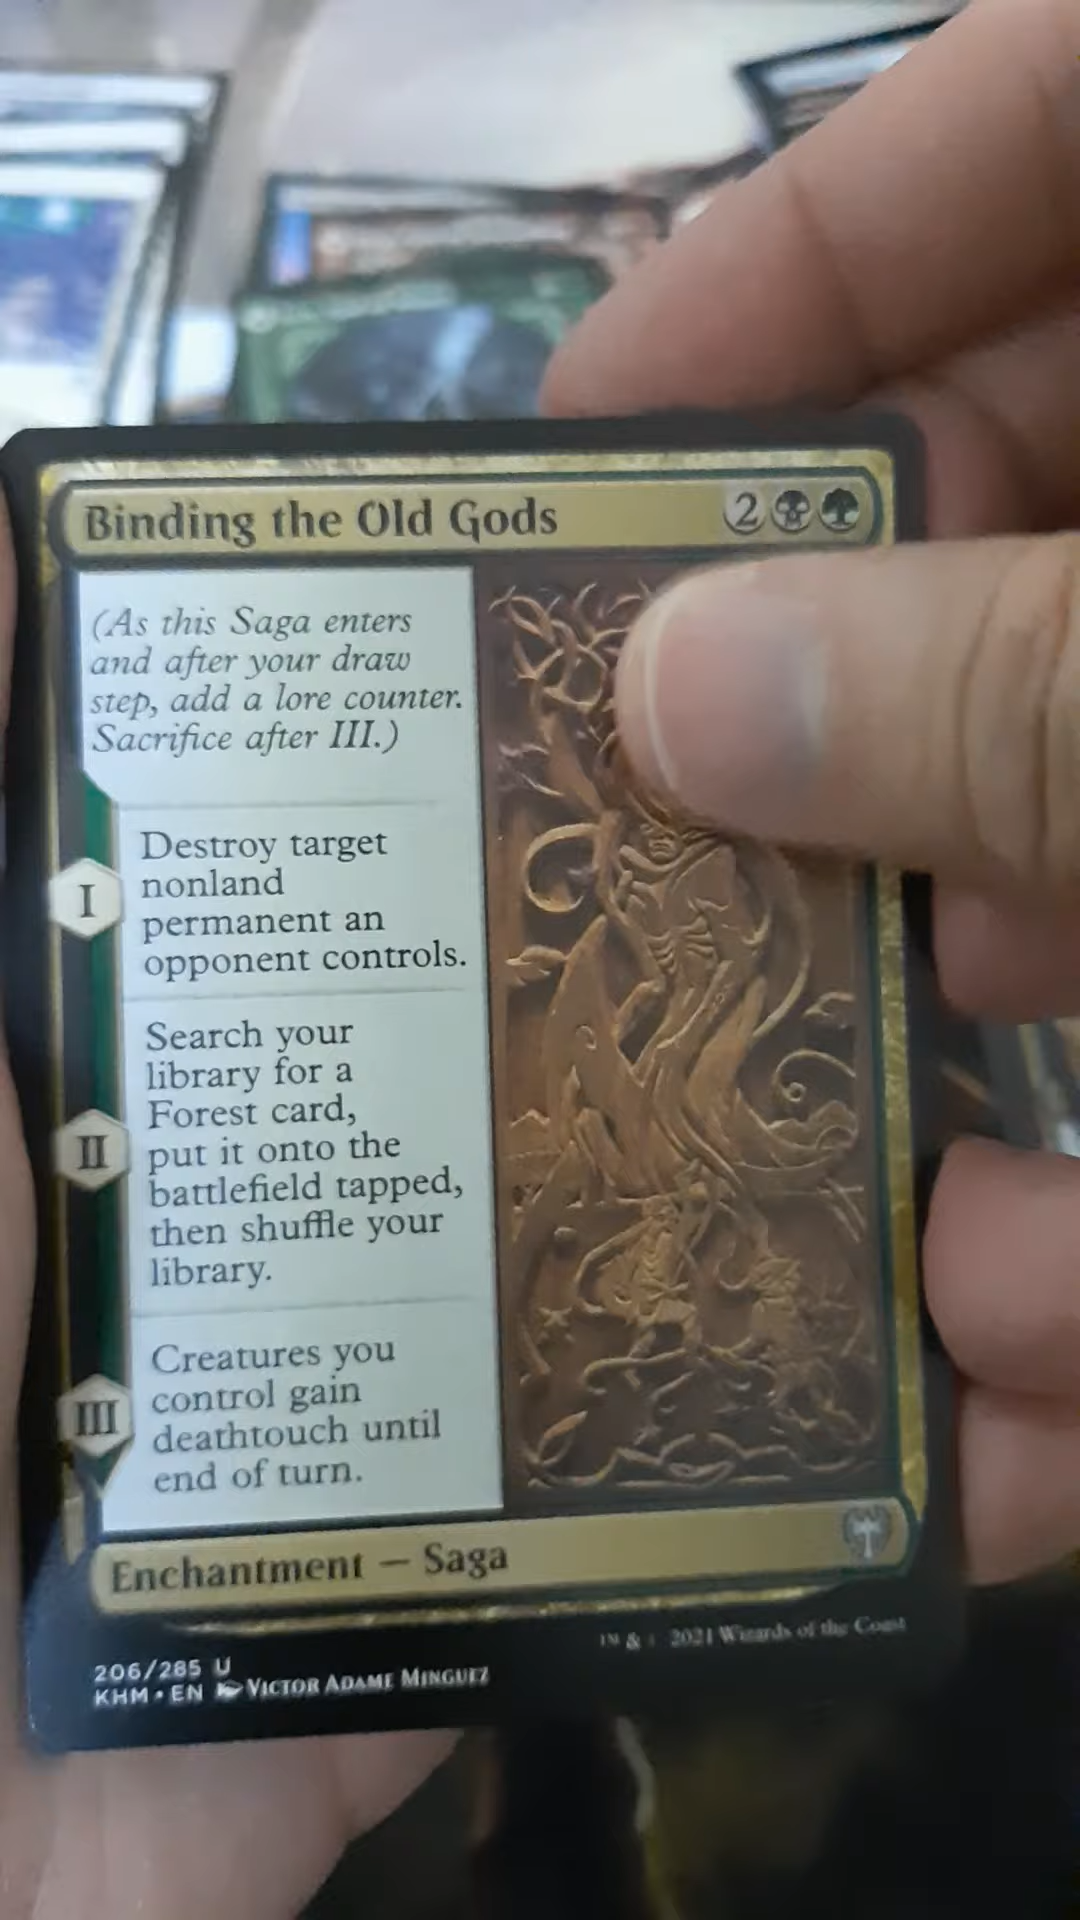 Binding the Old Gods 2
(As this Saga enters
and after your draw
step, add a lore counter.
Sacrifice after III.)
I
Destroy target
nonland
permanent an
opponent controls.
II
Search your
library for a
Forest card,
put it onto the
battlefield tapped,
then shuffle your
library.
III
Creatures you
control gain
deathtouch until
end of turn.
Enchantment — Saga
™ & 2021 Wizards of the Coast
206/285 U
KHM • EN Victor Adame Minguez